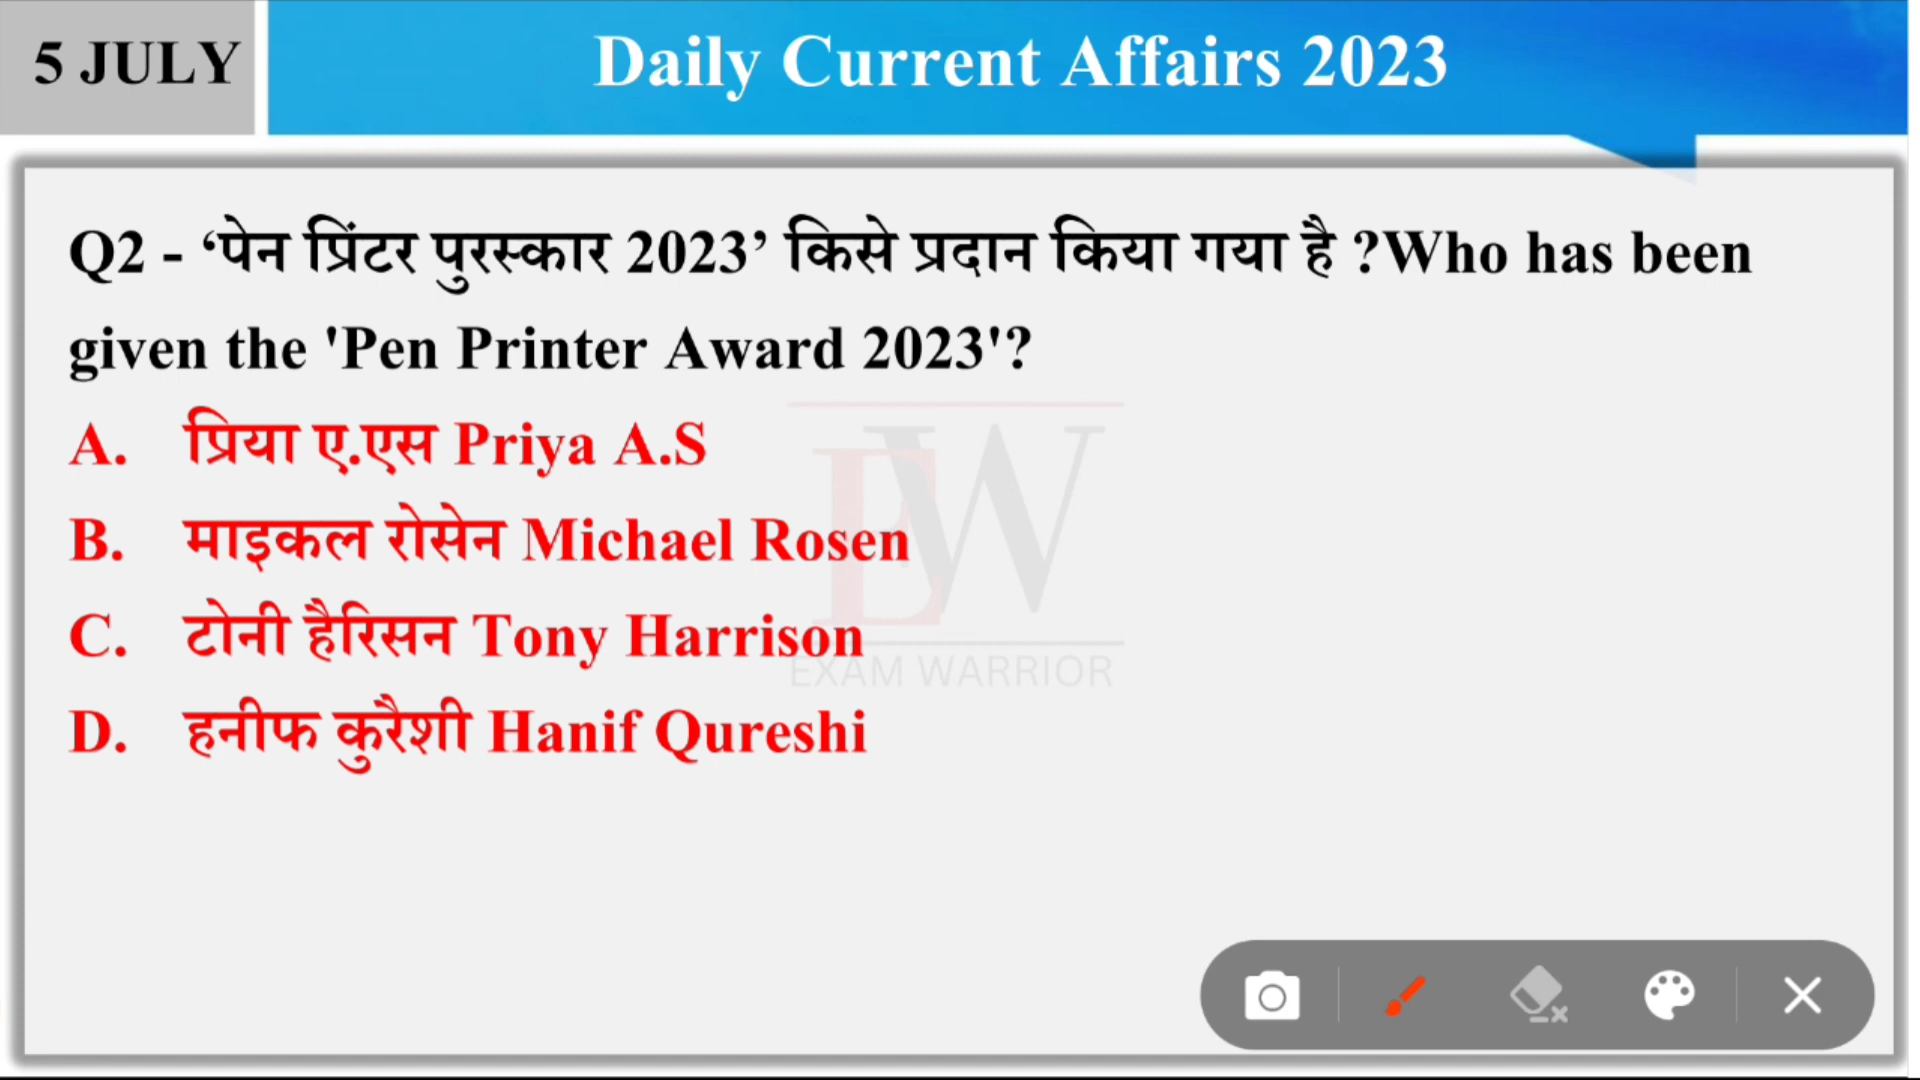 5 JULY
Daily Current Affairs 2023
Q2 - ‘पेन प्रिंटर पुरस्कार 2023’ किसे प्रदान किया गया है ?Who has been
given the 'Pen Printer Award 2023'?
A. प्रिया ए.एस Priya A.S
B. माइकल रोसेन Michael Rosen
C. टोनी हैरिसन Tony Harrison
D. हनीफ कुरैशी Hanif Qureshi
EW
EXAM WARRIOR